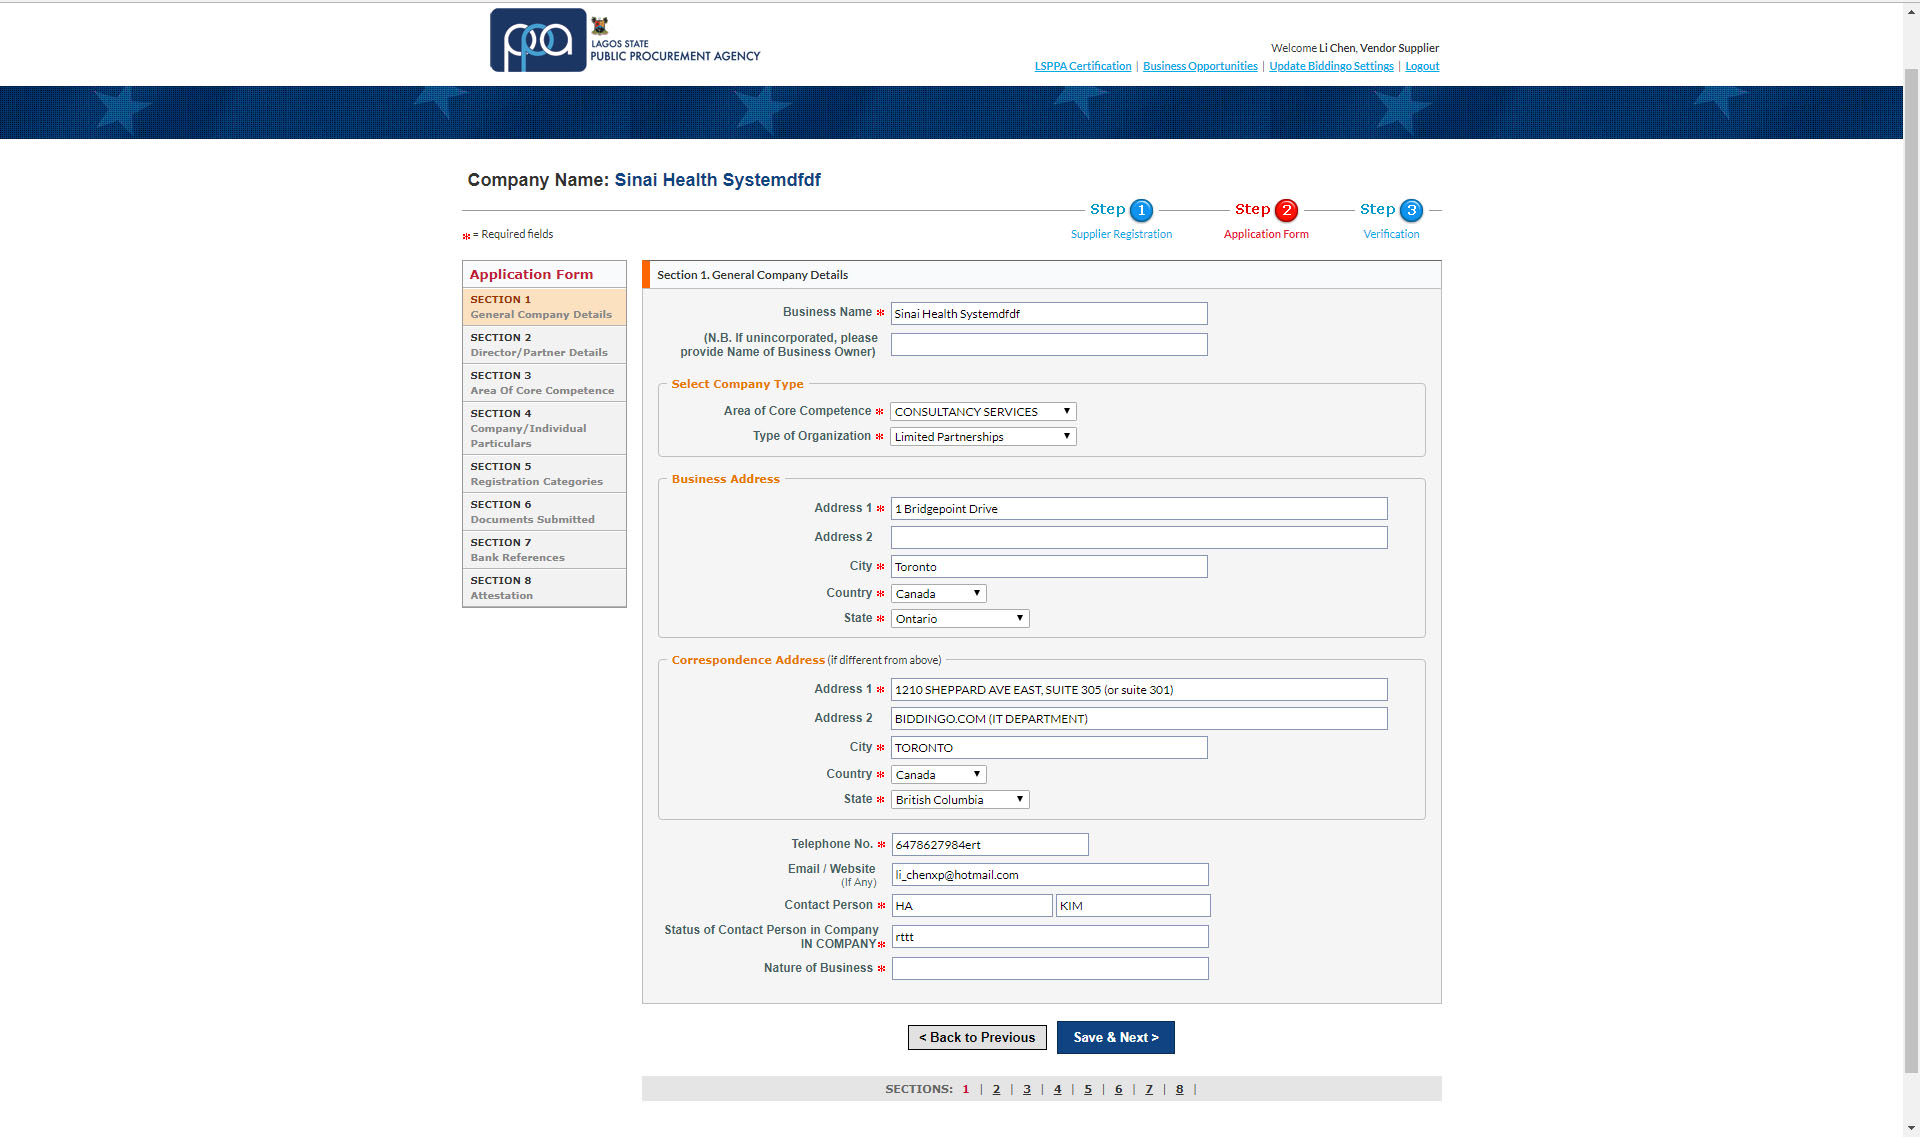 ppa
LAGOS STATE
PUBLIC PROCUREMENT AGENCY
Welcome Li Chen, Vendor Supplier
LSPPA Certification | Business Opportunities | Update Biddingo Settings | Logout
Company Name: Sinai Health Systemdfdf
Step 1 Step 2 Step 3
Supplier Registration Application Form Verification
* = Required fields
Application Form
SECTION 1
General Company Details
SECTION 2
Director/Partner Details
SECTION 3
Area Of Core Competence
SECTION 4
Company/Individual
Particulars
SECTION 5
Registration Categories
SECTION 6
Documents Submitted
SECTION 7
Bank References
SECTION 8
Attestation
Section 1. General Company Details
Business Name * Sinai Health Systemdfdf
(N.B. If unincorporated, please
provide Name of Business Owner)
Select Company Type
Area of Core Competence * CONSULTANCY SERVICES
Type of Organization * Limited Partnerships
Business Address
Address 1 * 1 Bridgepoint Drive
Address 2
City * Toronto
Country * Canada
State * Ontario
Correspondence Address (if different from above)
Address 1 * 1210 SHEPPARD AVE EAST, SUITE 305 (or suite 301)
Address 2 BIDDINGO.COM (IT DEPARTMENT)
City * TORONTO
Country * Canada
State * British Columbia
Telephone No. * 6478627984ert
Email / Website li_chenxp@hotmail.com
(If Any)
Contact Person * HA KIM
Status of Contact Person in Company
IN COMPANY* rttt
Nature of Business *
< Back to Previous Save & Next >
SECTIONS: 1 | 2 | 3 | 4 | 5 | 6 | 7 | 8 |